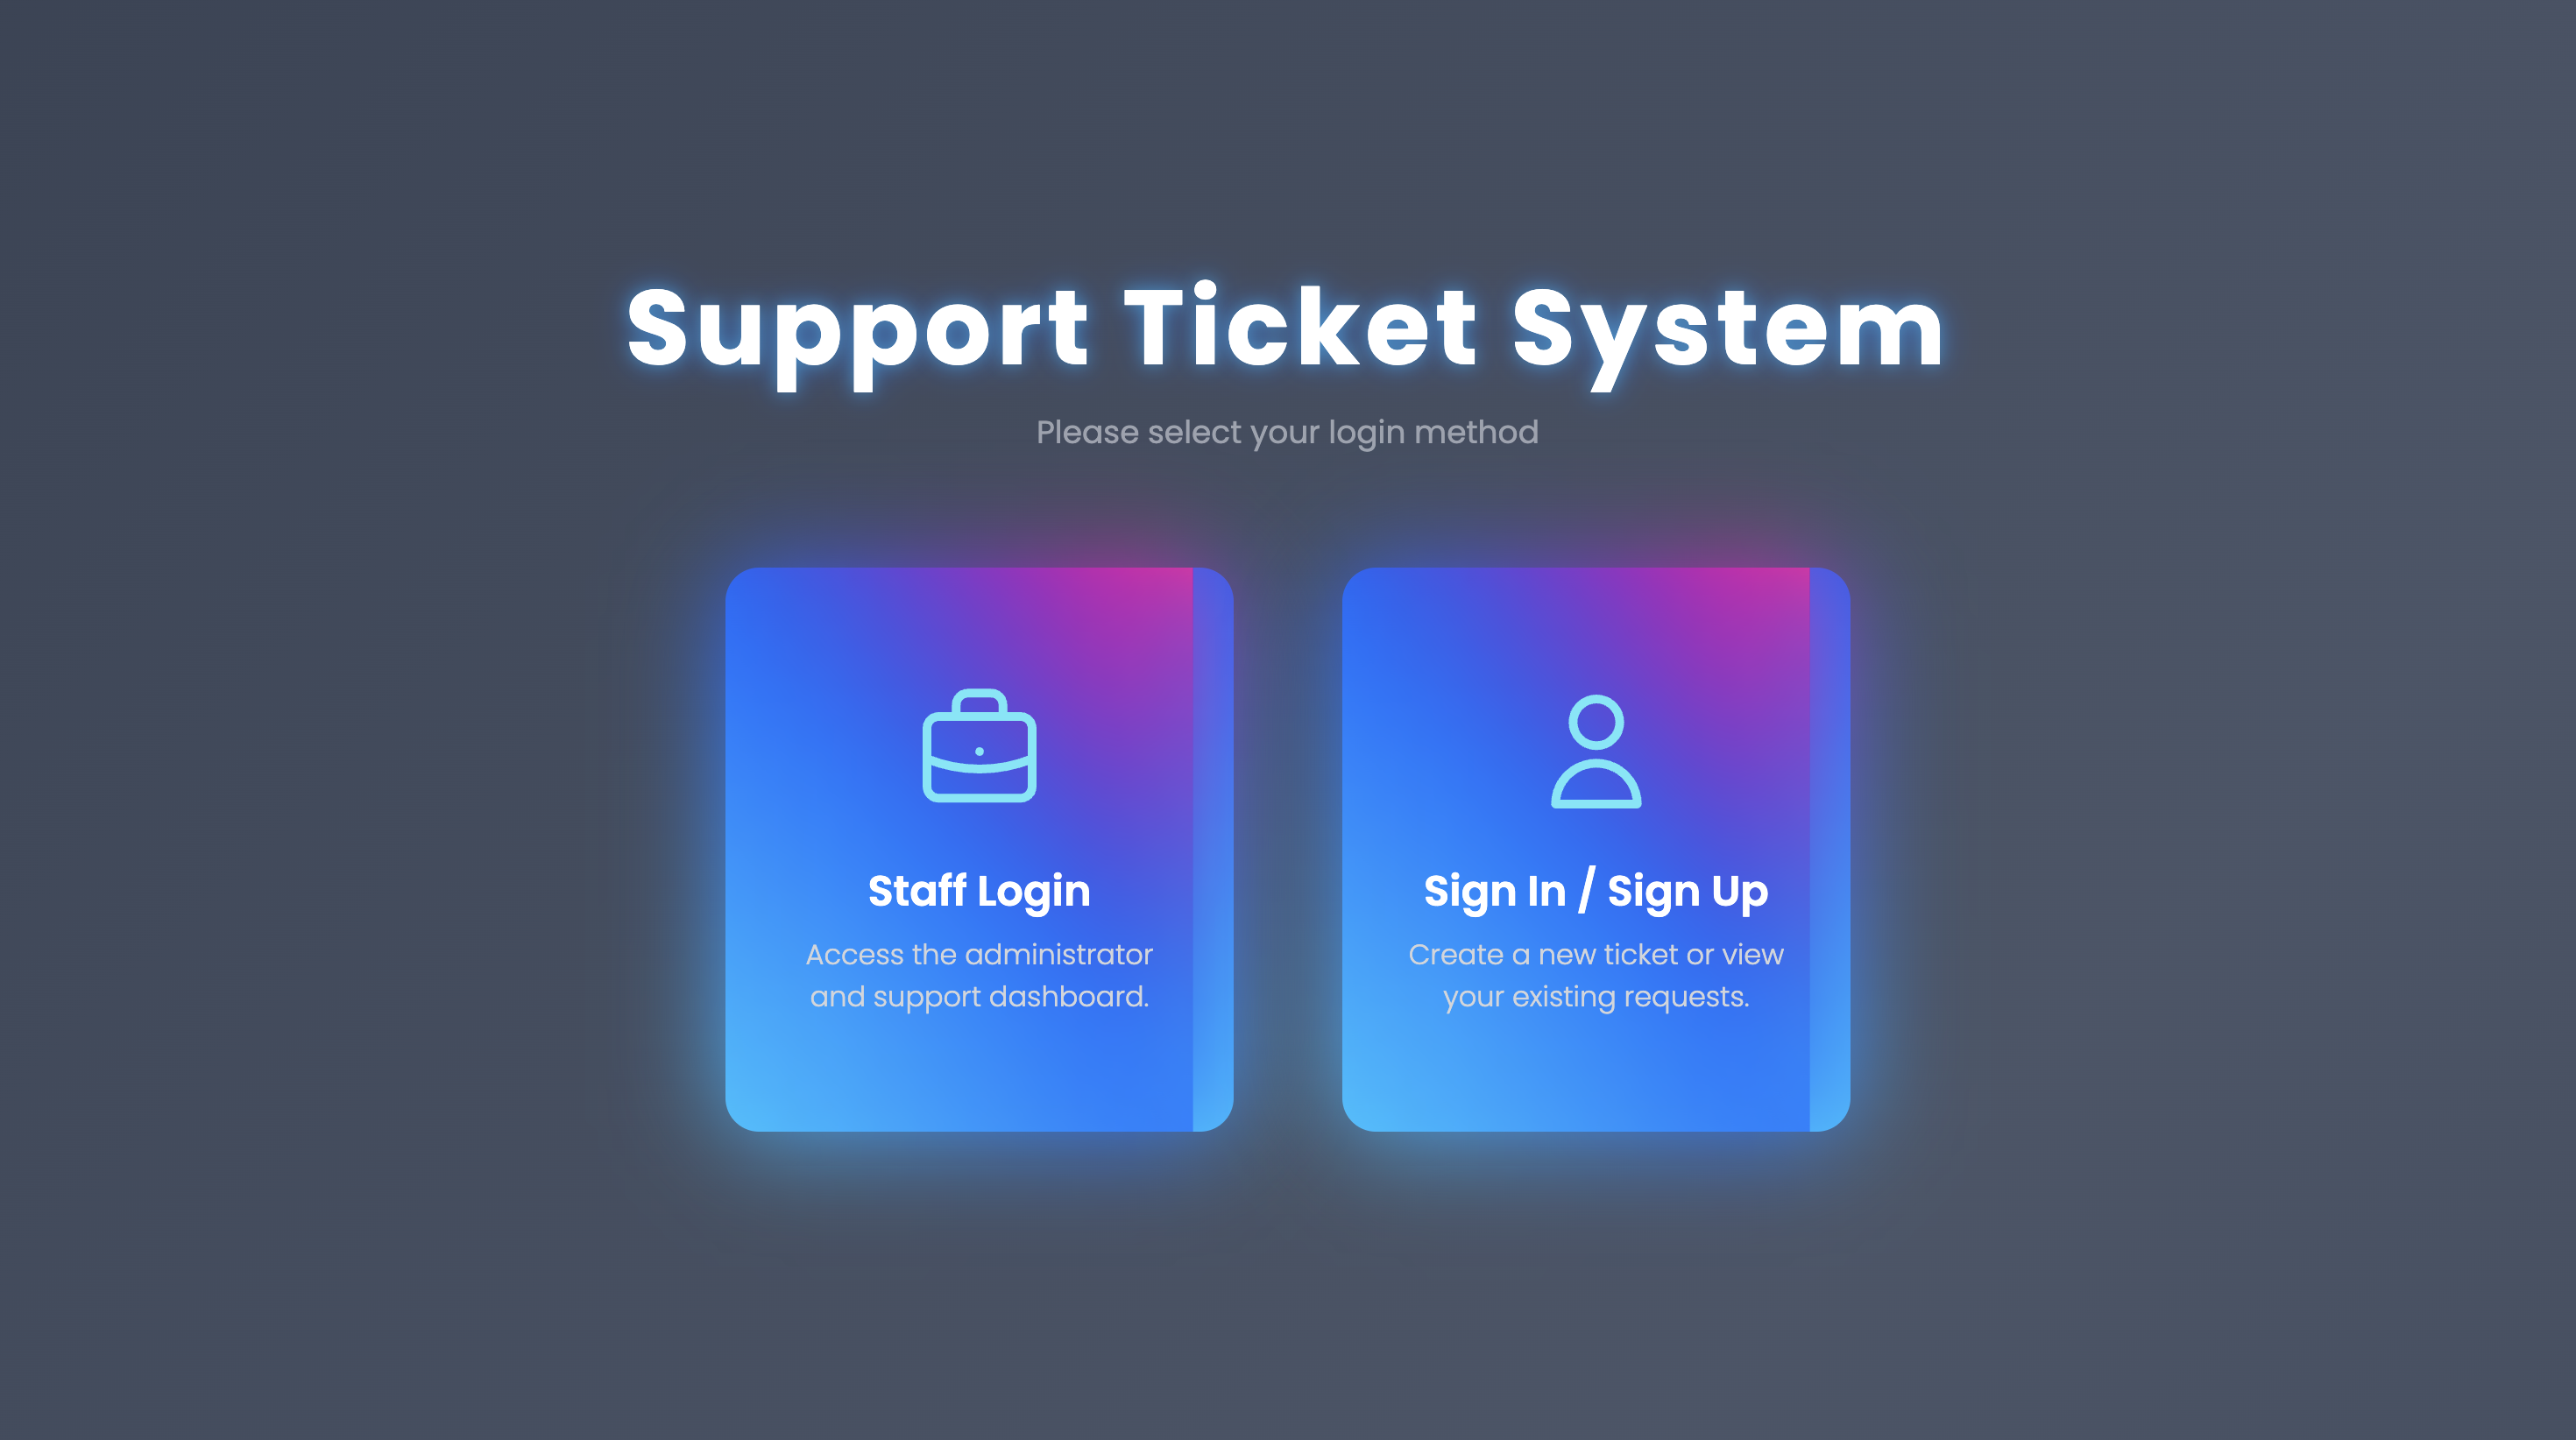 Support Ticket System
Please select your login method
Staff Login
Access the administrator
and support dashboard.
Sign In / Sign Up
Create a new ticket or view
your existing requests.